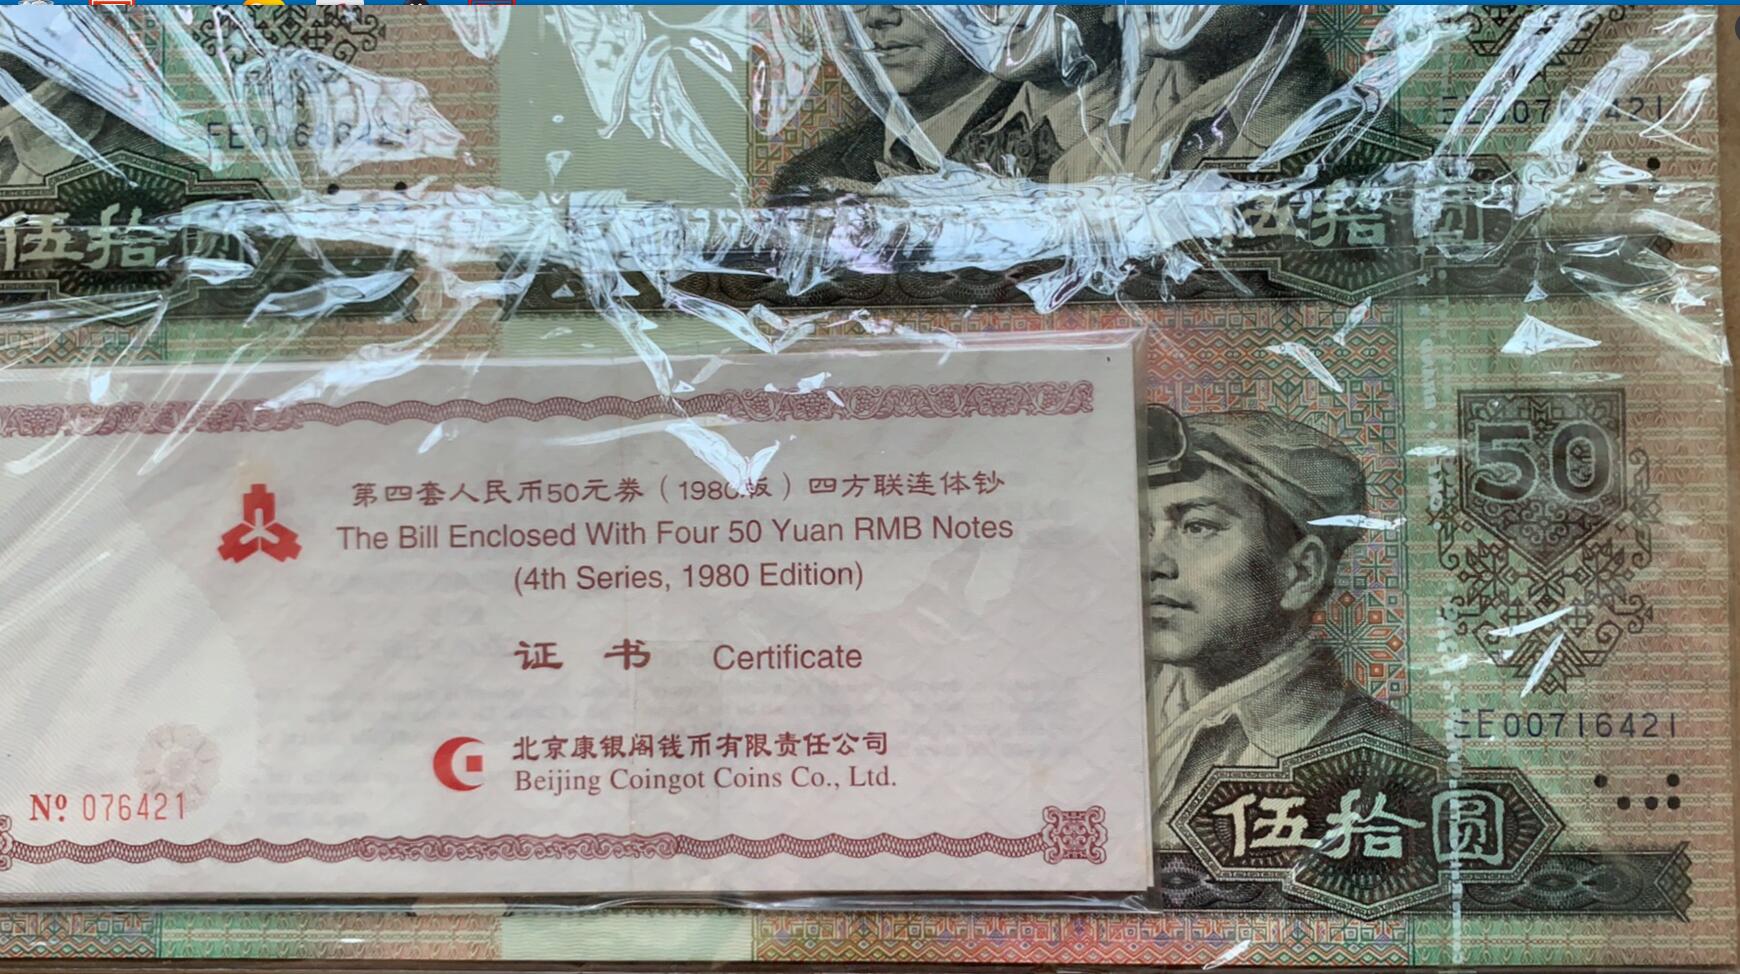 伍拾圆
伍拾圆
第四套人民币50元券（1980版）四方联连体钞
The Bill Enclosed With Four 50 Yuan RMB Notes
(4th Series, 1980 Edition)
证书 Certificate
北京康银阁钱币有限责任公司
Beijing Coingot Coins Co., Ltd.
Nº 076421
50
EE00716421
伍拾圆